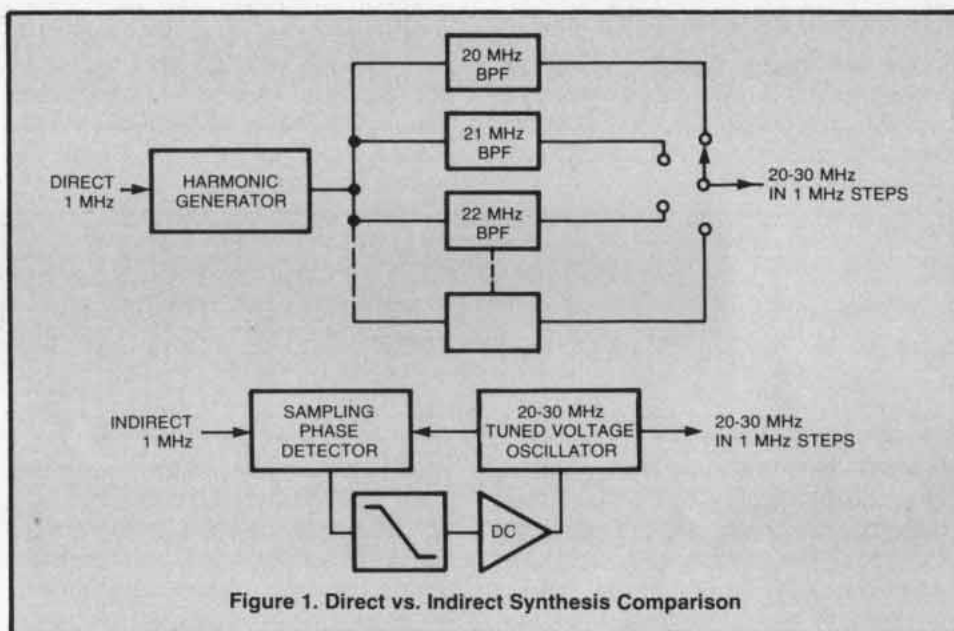 20 MHz
BPF
21 MHz
BPF
22 MHz
BPF
DIRECT
1 MHz
HARMONIC
GENERATOR
20-30 MHz
IN 1 MHz STEPS
INDIRECT
1 MHz
SAMPLING
PHASE
DETECTOR
20-30 MHz
TUNED VOLTAGE
OSCILLATOR
20-30 MHz
IN 1 MHz STEPS
DC
Figure 1. Direct vs. Indirect Synthesis Comparison